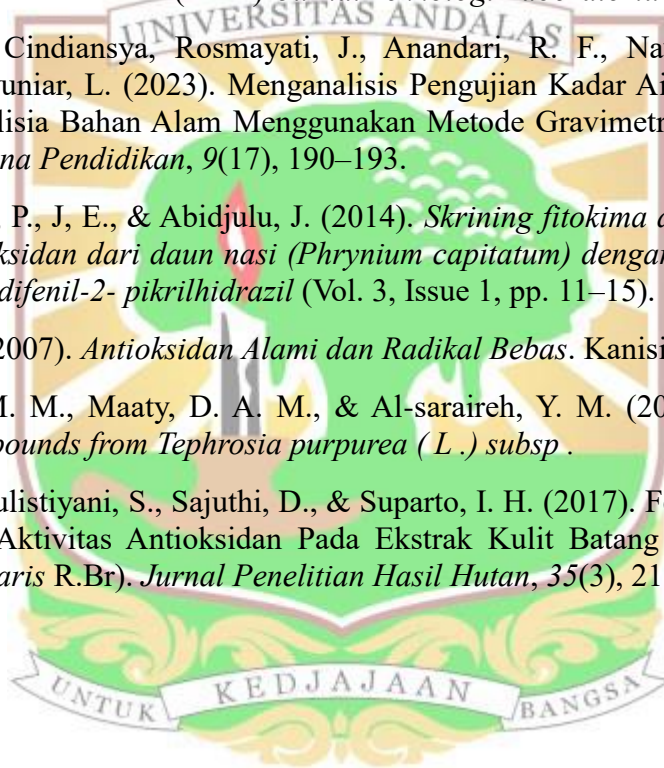 UNIVERSITAS ANDALAS
Cindiansya, Rosmayati, J., Anandari, R. F., Na
uniar, L. (2023). Menganalisis Pengujian Kadar Ai
lisia Bahan Alam Menggunakan Metode Gravimetr
na Pendidikan, 9(17), 190–193.
P., J, E., & Abidjulu, J. (2014). Skrining fitokima
ksidan dari daun nasi (Phrynium capitatum) dengan
difenil-2- pikrilhidrazil (Vol. 3, Issue 1, pp. 11–15).
2007). Antioksidan Alami dan Radikal Bebas. Kanisi
M. M., Maaty, D. A. M., & Al-saraireh, Y. M. (20
ounds from Tephrosia purpurea ( L .) subsp .
ulistiyani, S., Sajuthi, D., & Suparto, I. H. (2017). F
Aktivitas Antioksidan Pada Ekstrak Kulit Batang
aris R.Br). Jurnal Penelitian Hasil Hutan, 35(3), 21
UNTUK KEDJAJAAN BANGSA